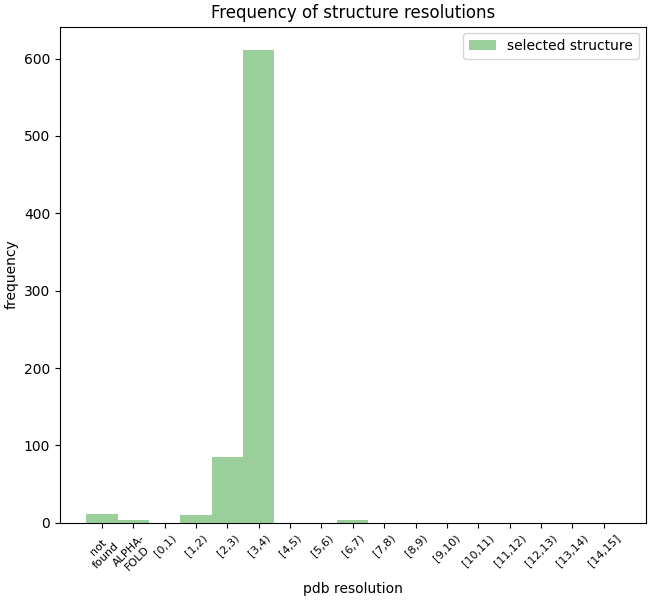 Frequency of structure resolutions
selected structure
frequency
600
500
400
300
200
100
0
not
found
ALPHA-
FOLD
[0,1)
[1,2)
[2,3)
[3,4)
[4,5)
[5,6)
[6,7)
[7,8)
[8,9)
[9,10)
[10,11)
[11,12)
[12,13)
[13,14)
[14,15]
pdb resolution